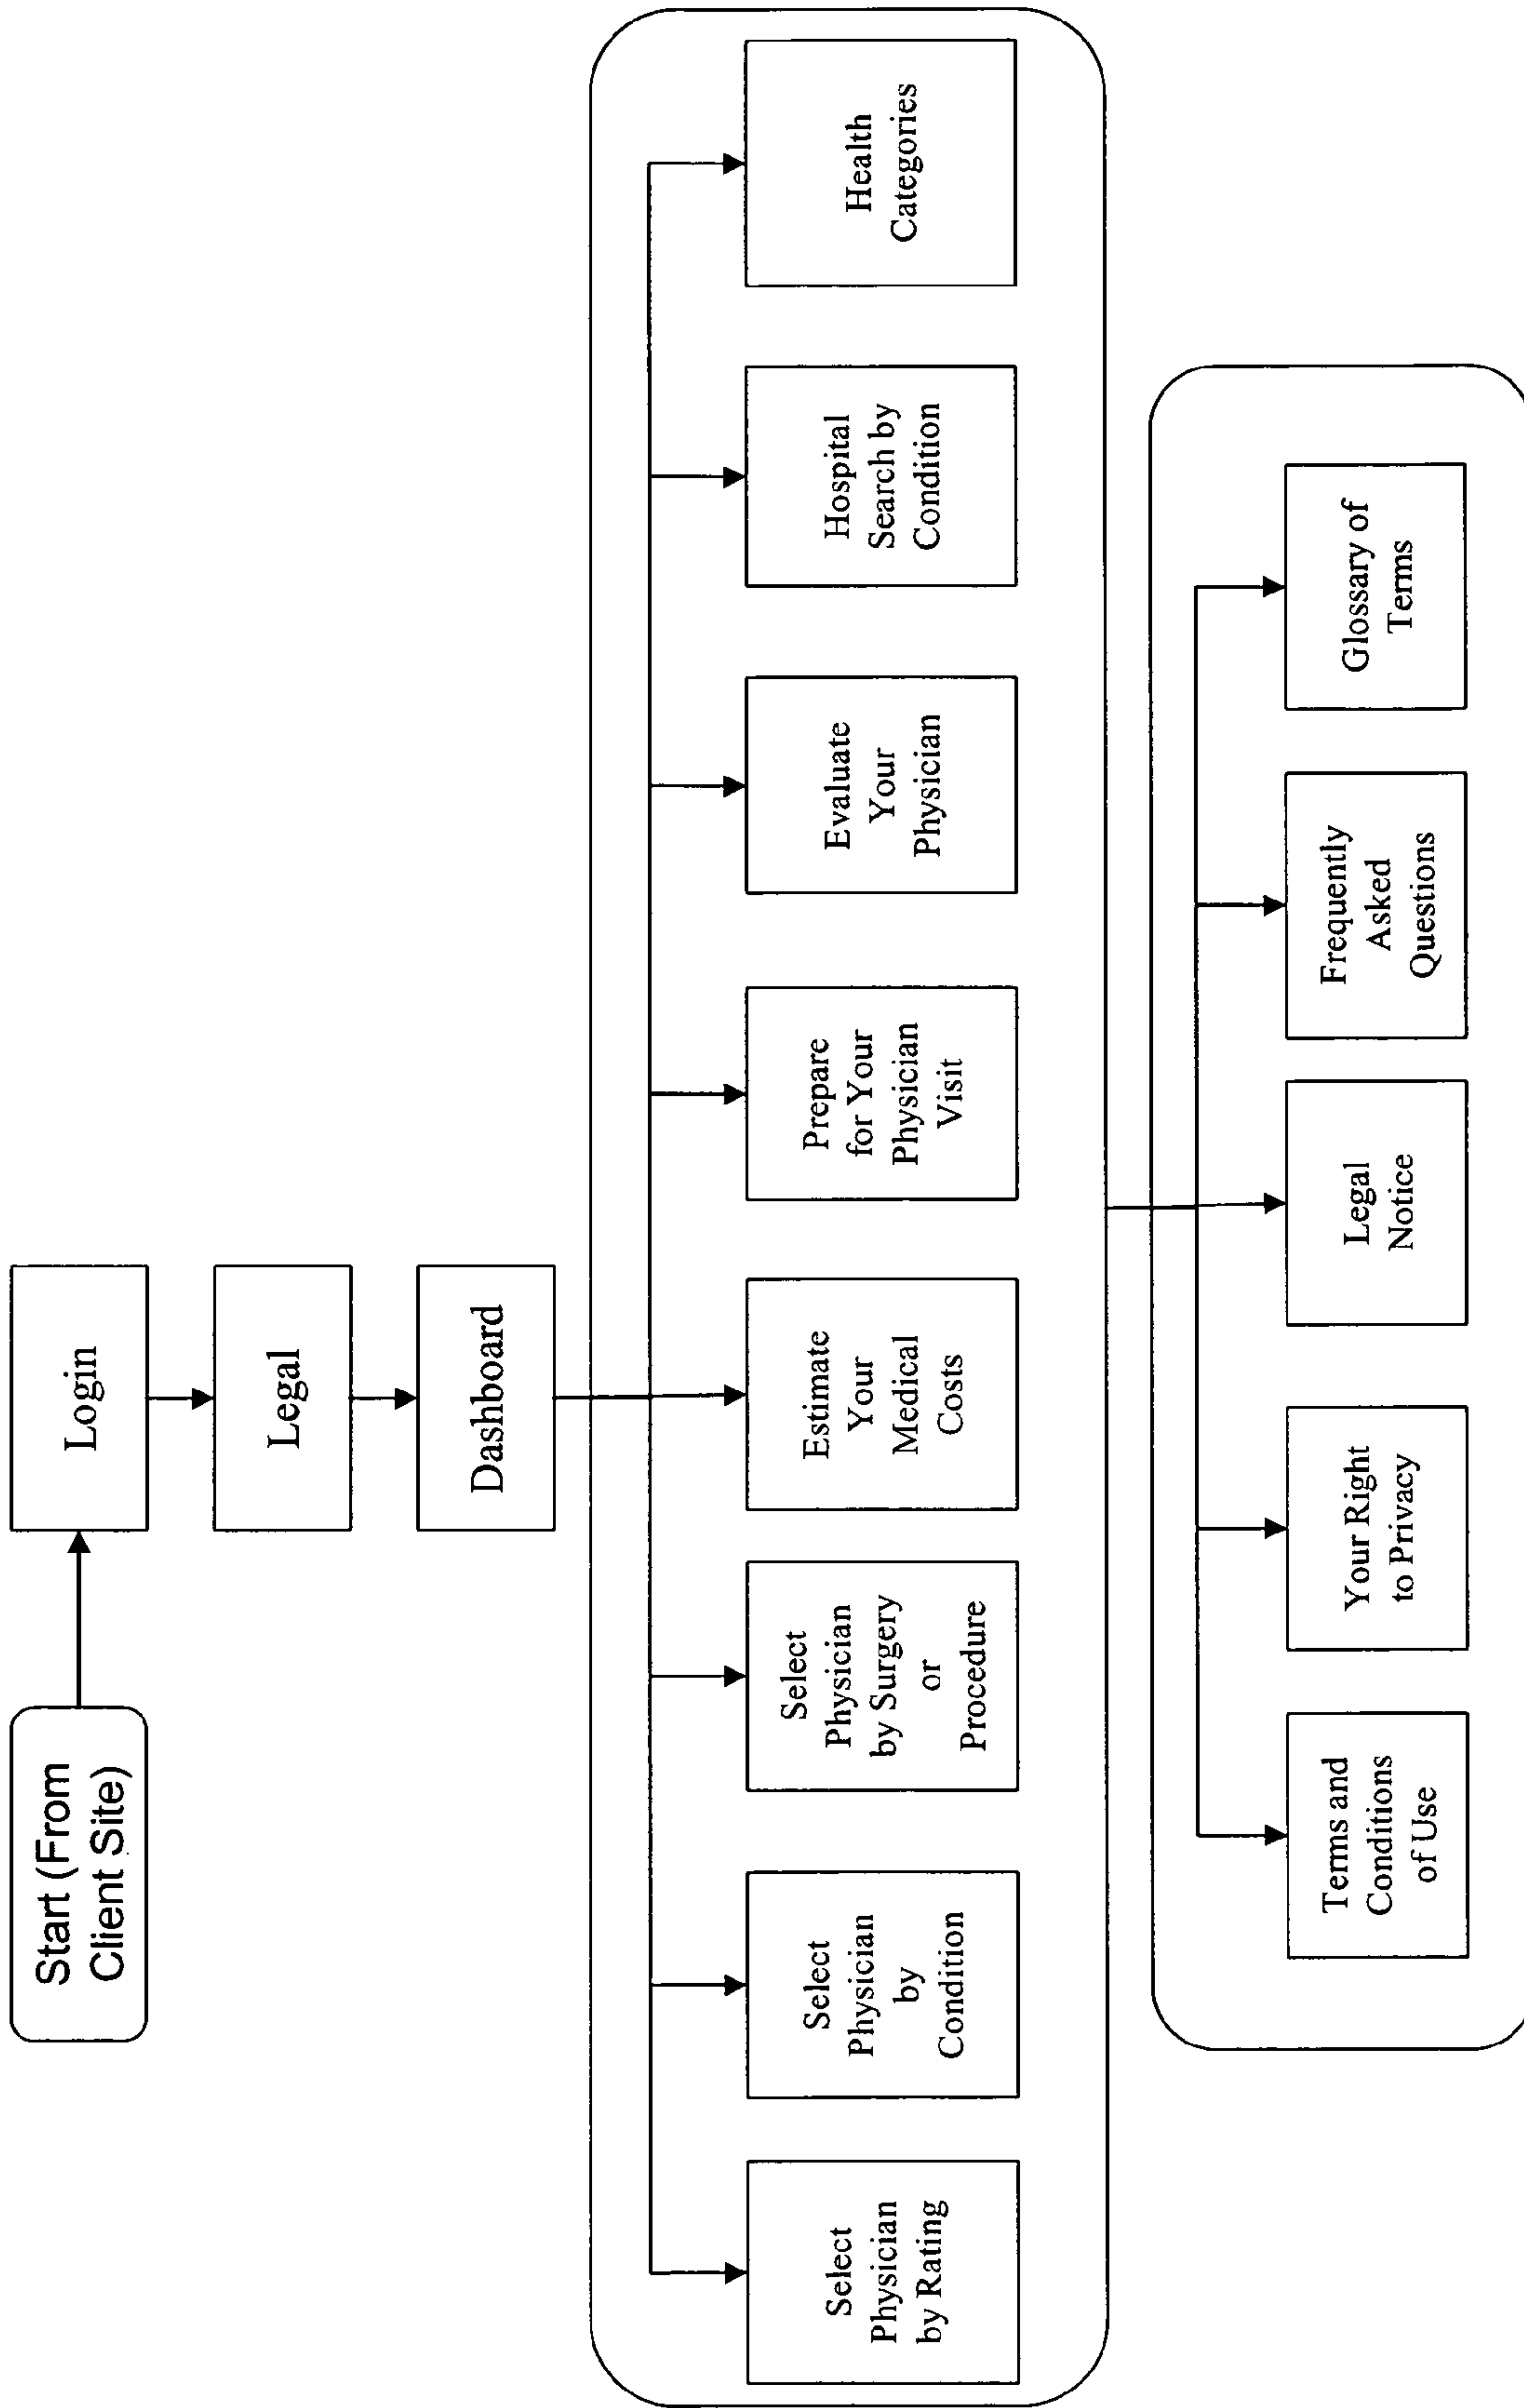 Start (From
Client Site)
Login
Legal
Dashboard
Select
Physician
by Rating
Select
Physician
by
Condition
Select
Physician
by Surgery
or
Procedure
Estimate
Your
Medical
Costs
Prepare
for Your
Physician
Visit
Evaluate
Your
Physician
Hospital
Search by
Condition
Health
Categories
Terms and
Conditions
of Use
Your Right
to Privacy
Legal
Notice
Frequently
Asked
Questions
Glossary of
Terms